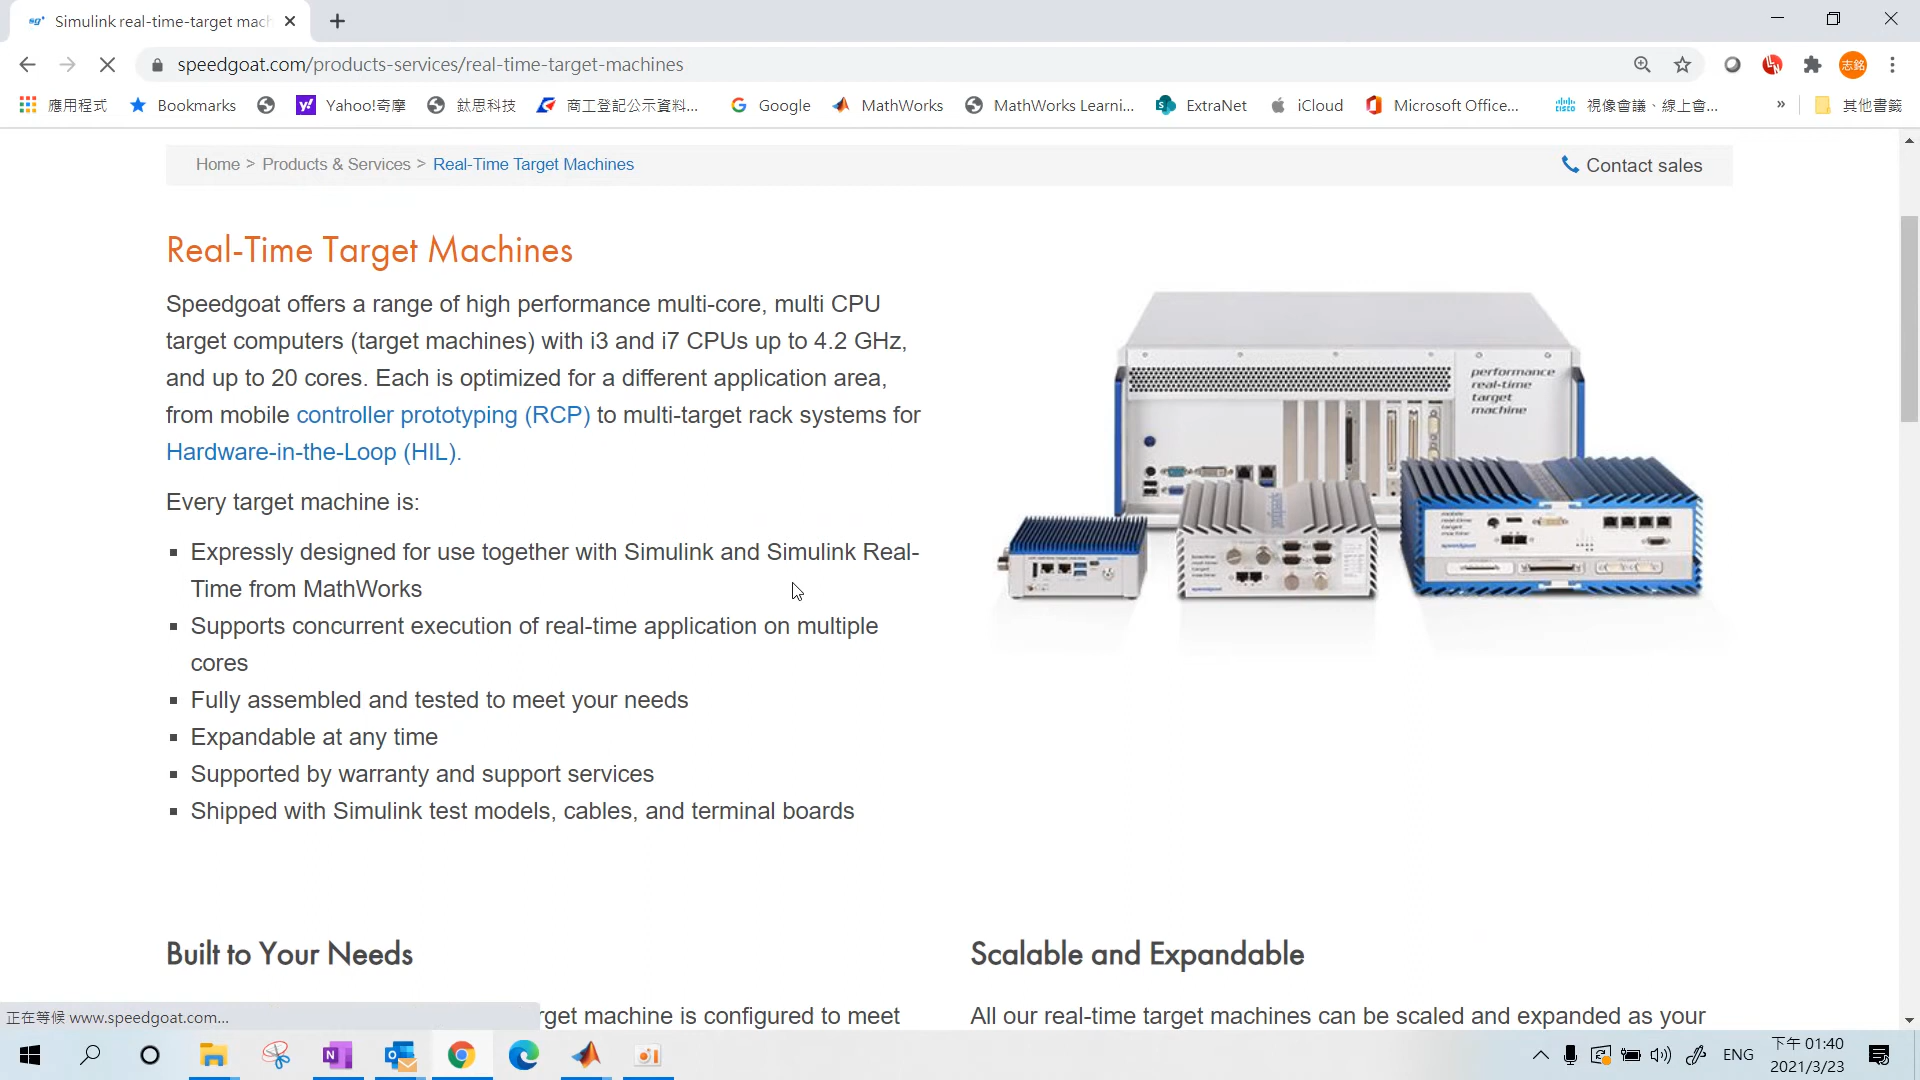 Simulink real-time-target mach
speedgoat.com/products-services/real-time-target-machines
志銘
應用程式 Bookmarks Yahoo!奇摩 鈦思科技 商工登記公示資料... Google MathWorks MathWorks Learni... ExtraNet iCloud Microsoft Office... 視像會議、線上會... » 其他書籤
Home > Products & Services > Real-Time Target Machines
Contact sales
Real-Time Target Machines
Speedgoat offers a range of high performance multi-core, multi CPU
target computers (target machines) with i3 and i7 CPUs up to 4.2 GHz,
and up to 20 cores. Each is optimized for a different application area,
from mobile controller prototyping (RCP) to multi-target rack systems for
Hardware-in-the-Loop (HIL).
performance
real-time
target
machine
Every target machine is:
▪ Expressly designed for use together with Simulink and Simulink Real-
Time from MathWorks
▪ Supports concurrent execution of real-time application on multiple
cores
▪ Fully assembled and tested to meet your needs
▪ Expandable at any time
▪ Supported by warranty and support services
▪ Shipped with Simulink test models, cables, and terminal boards
Built to Your Needs
rget machine is configured to meet
Scalable and Expandable
All our real-time target machines can be scaled and expanded as your
正在等候 www.speedgoat.com...
ENG
下午 01:40
2021/3/23